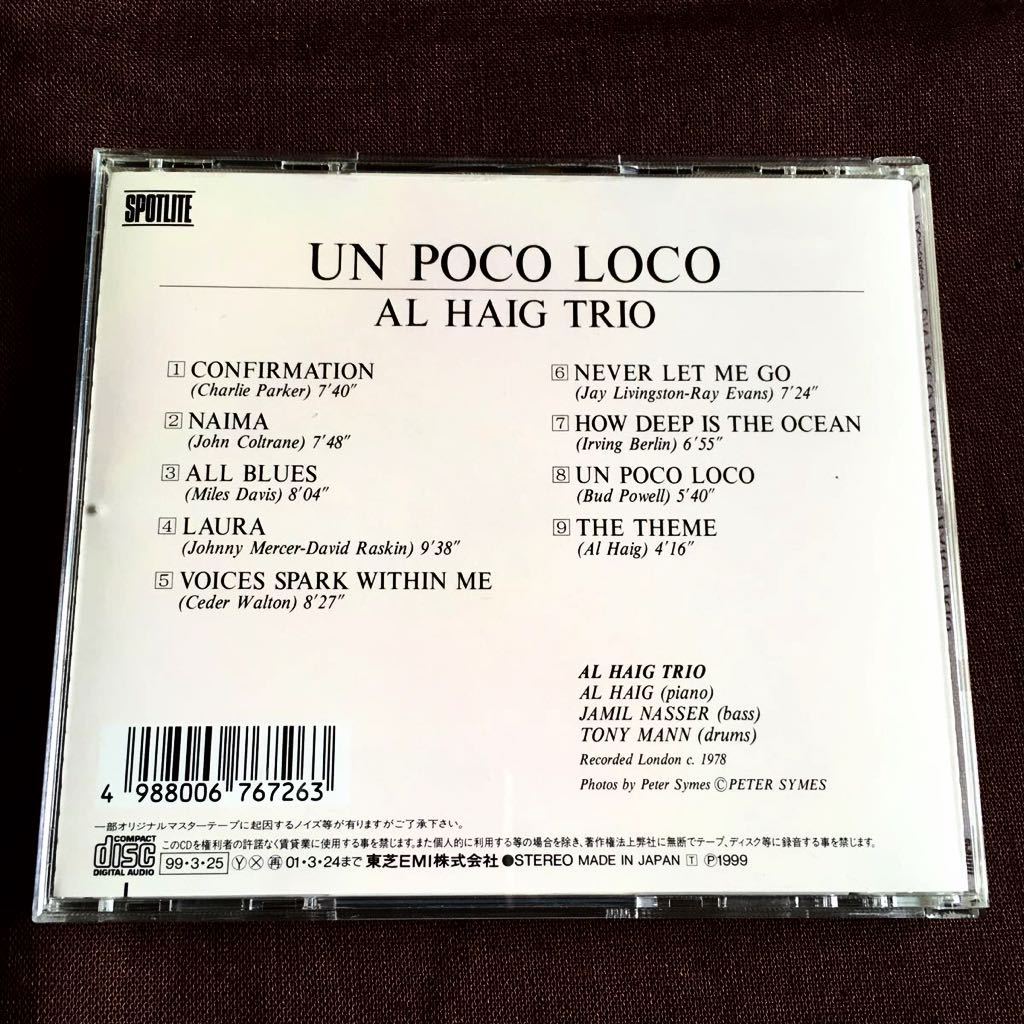 SPOTLITE
UN POCO LOCO
AL HAIG TRIO
1 CONFIRMATION
(Charlie Parker) 7′40″
2 NAIMA
(John Coltrane) 7′48″
3 ALL BLUES
(Miles Davis) 8′04″
4 LAURA
(Johnny Mercer-David Raskin) 9′38″
5 VOICES SPARK WITHIN ME
(Ceder Walton) 8′27″
6 NEVER LET ME GO
(Jay Livingston-Ray Evans) 7′24″
7 HOW DEEP IS THE OCEAN
(Irving Berlin) 6′55″
8 UN POCO LOCO
(Bud Powell) 5′40″
9 THE THEME
(Al Haig) 4′16″
AL HAIG TRIO
AL HAIG (piano)
JAMIL NASSER (bass)
TONY MANN (drums)
Recorded London c. 1978
Photos by Peter Symes ⒸPETER SYMES
4 988006 767263
一部オリジナルマスターテープに起因するノイズ等が有りますがご了承下さい。
COMPACT disc DIGITAL AUDIO
このCDを権利者の許諾なく賃貸業に使用する事を禁じます。また個人的に利用する等の場合を除き、著作権法上弊社に無断でテープ、ディスク等に録音する事を禁じます。
99・3・25 Ⓨ Ⓧ 再 01・3・24まで 東芝EMI株式会社 ●STEREO MADE IN JAPAN T Ⓟ1999